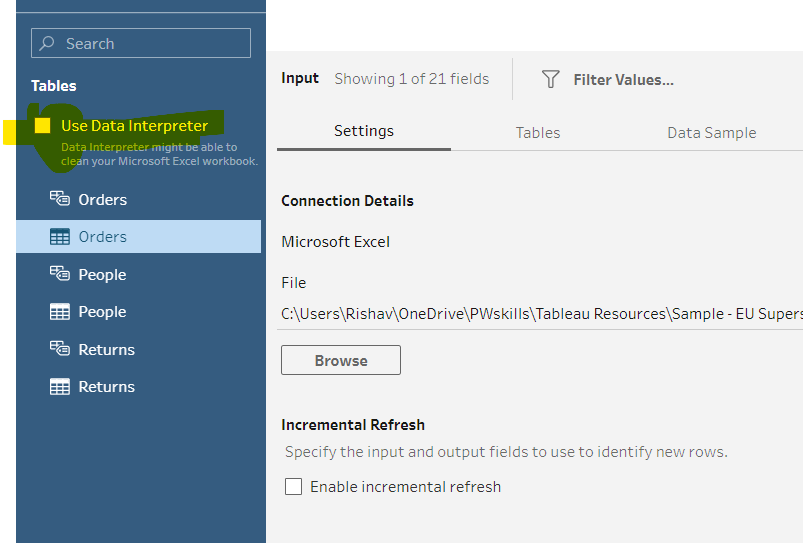 Search
Tables
Use Data Interpreter
Data Interpreter might be able to
clean your Microsoft Excel workbook.
Orders
Orders
People
People
Returns
Returns
Input Showing 1 of 21 fields Filter Values...
Settings Tables Data Sample
Connection Details
Microsoft Excel
File
C:\Users\Rishav\OneDrive\PWskills\Tableau Resources\Sample - EU Supers
Browse
Incremental Refresh
Specify the input and output fields to use to identify new rows.
Enable incremental refresh